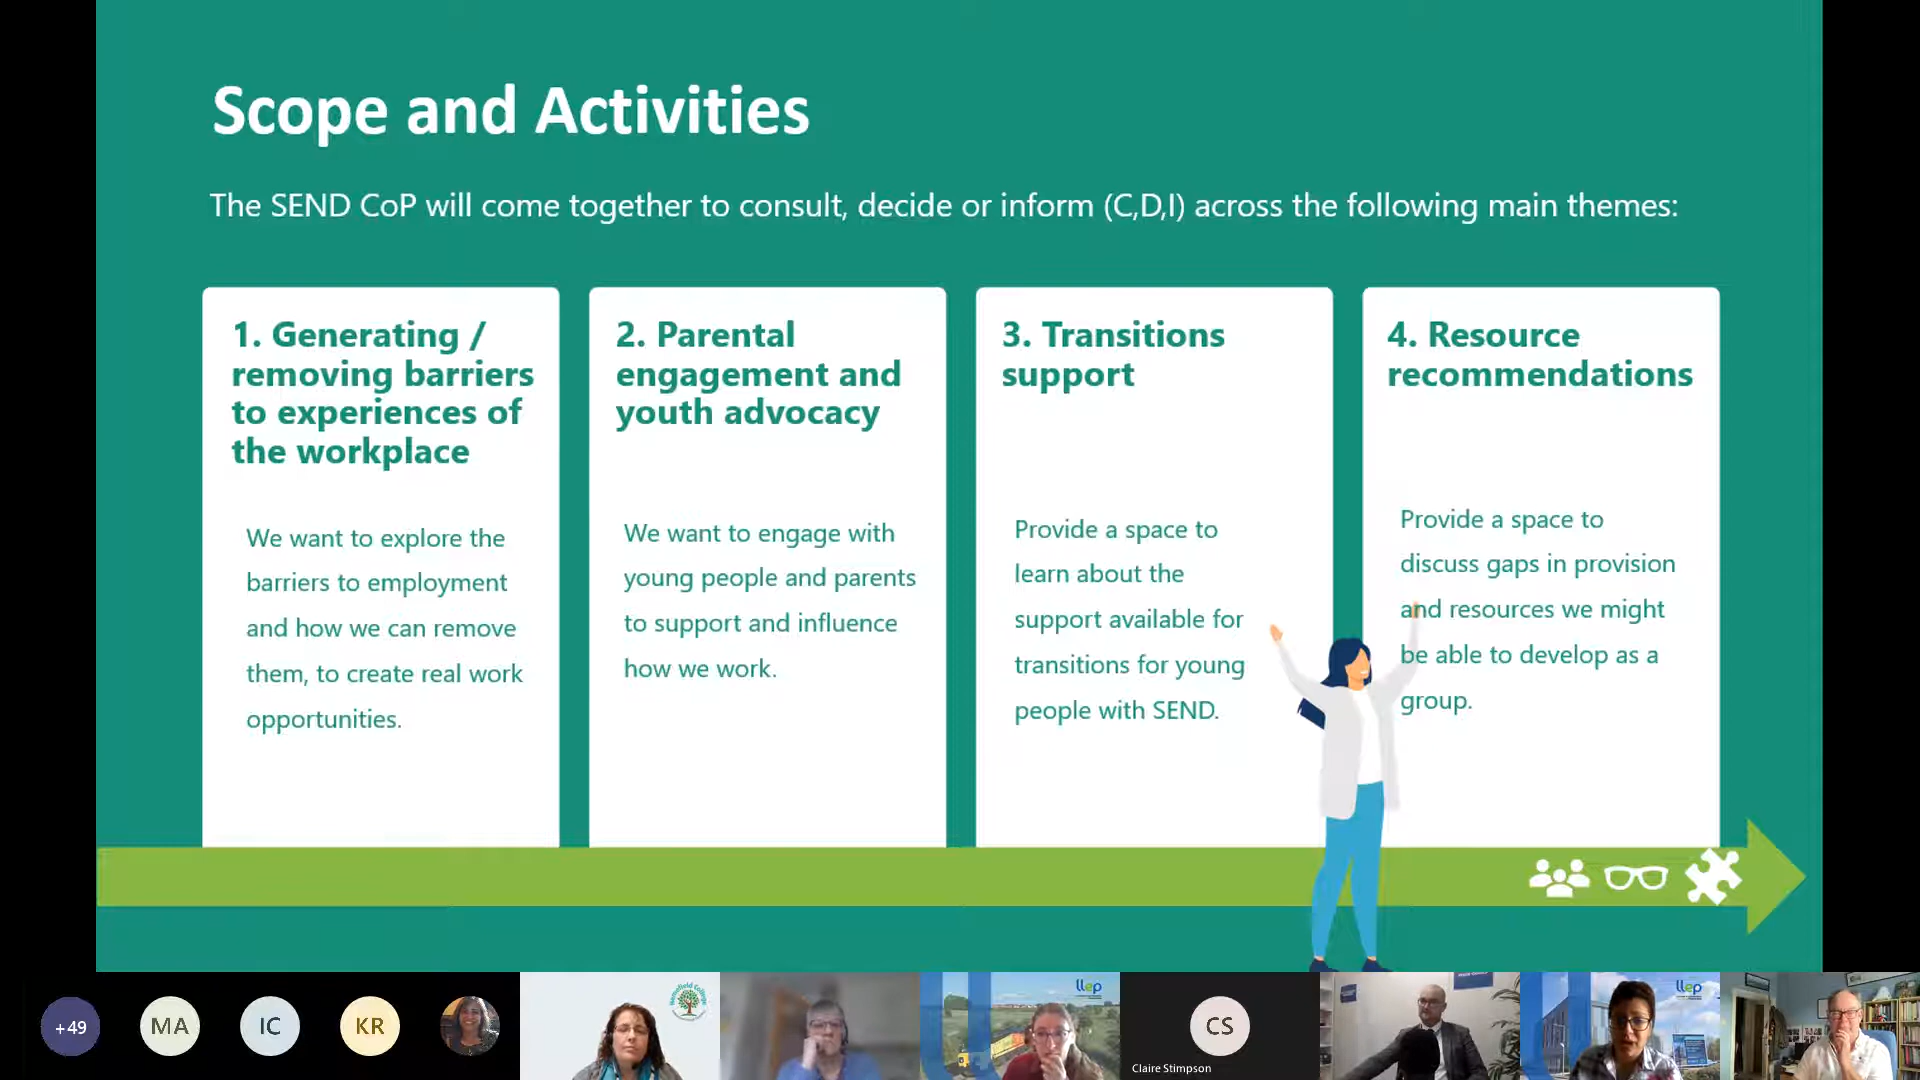 Scope and Activities
The SEND CoP will come together to consult, decide or inform (C,D,I) across the following main themes:
1. Generating /
removing barriers
to experiences of
the workplace
We want to explore the
barriers to employment
and how we can remove
them, to create real work
opportunities.
2. Parental
engagement and
youth advocacy
We want to engage with
young people and parents
to support and influence
how we work.
3. Transitions
support
Provide a space to
learn about the
support available for
transitions for young
people with SEND.
4. Resource
recommendations
Provide a space to
discuss gaps in provision
and resources we might
be able to develop as a
group.
+49
MA
IC
KR
llep
CS
Claire Stimpson
llep